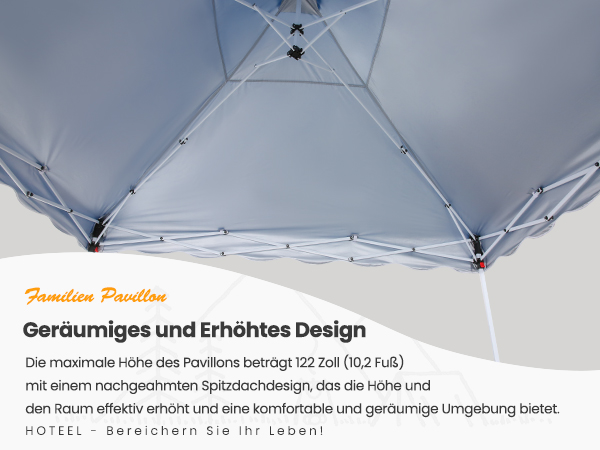 Familien Pavillon
Geräumiges und Erhöhtes Design
Die maximale Höhe des Pavillons beträgt 122 Zoll (10,2 Fuß)
mit einem nachgeahmten Spitzdachdesign, das die Höhe und
den Raum effektiv erhöht und eine komfortable und geräumige Umgebung bietet.
HOTEEL - Bereichern Sie Ihr Leben!